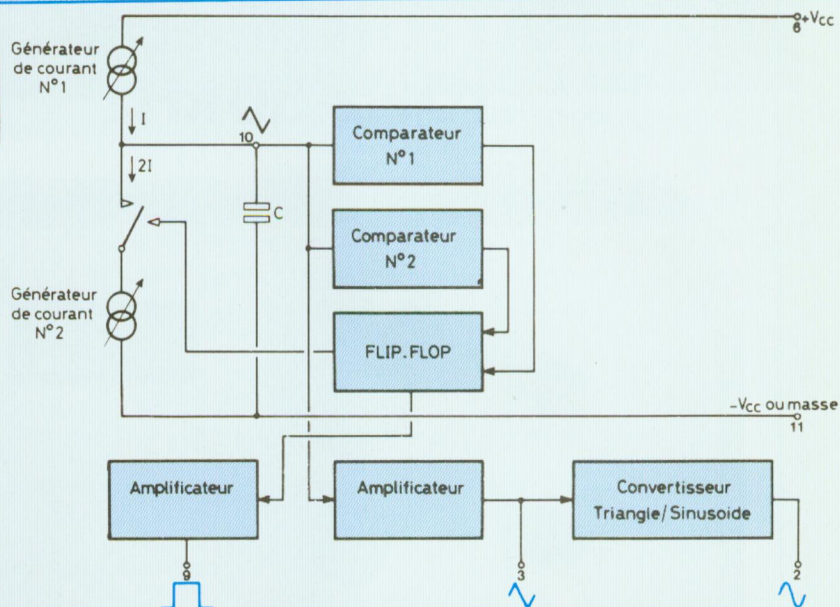 +Vcc
6
Générateur
de courant
N°1
I
10
Comparateur
N°1
2I
C
Comparateur
N°2
Générateur
de courant
N°2
FLIP.FLOP
-Vcc ou masse
11
Amplificateur
Amplificateur
Convertisseur
Triangle/Sinusoide
9
3
2